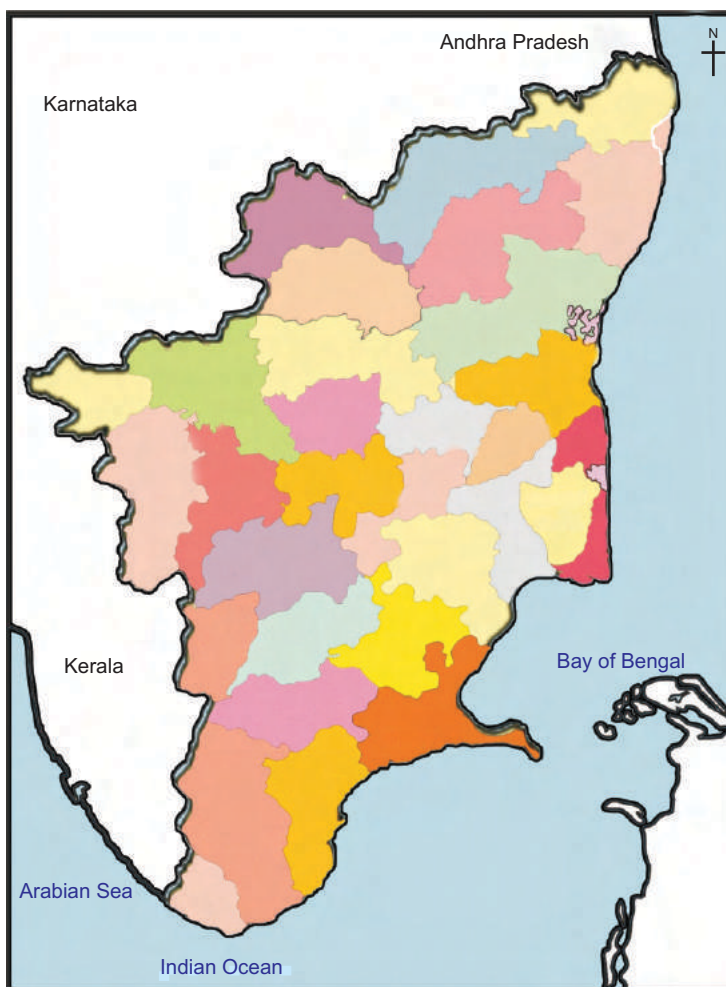 Andhra Pradesh
N
Karnataka
Kerala
Bay of Bengal
Arabian Sea
Indian Ocean